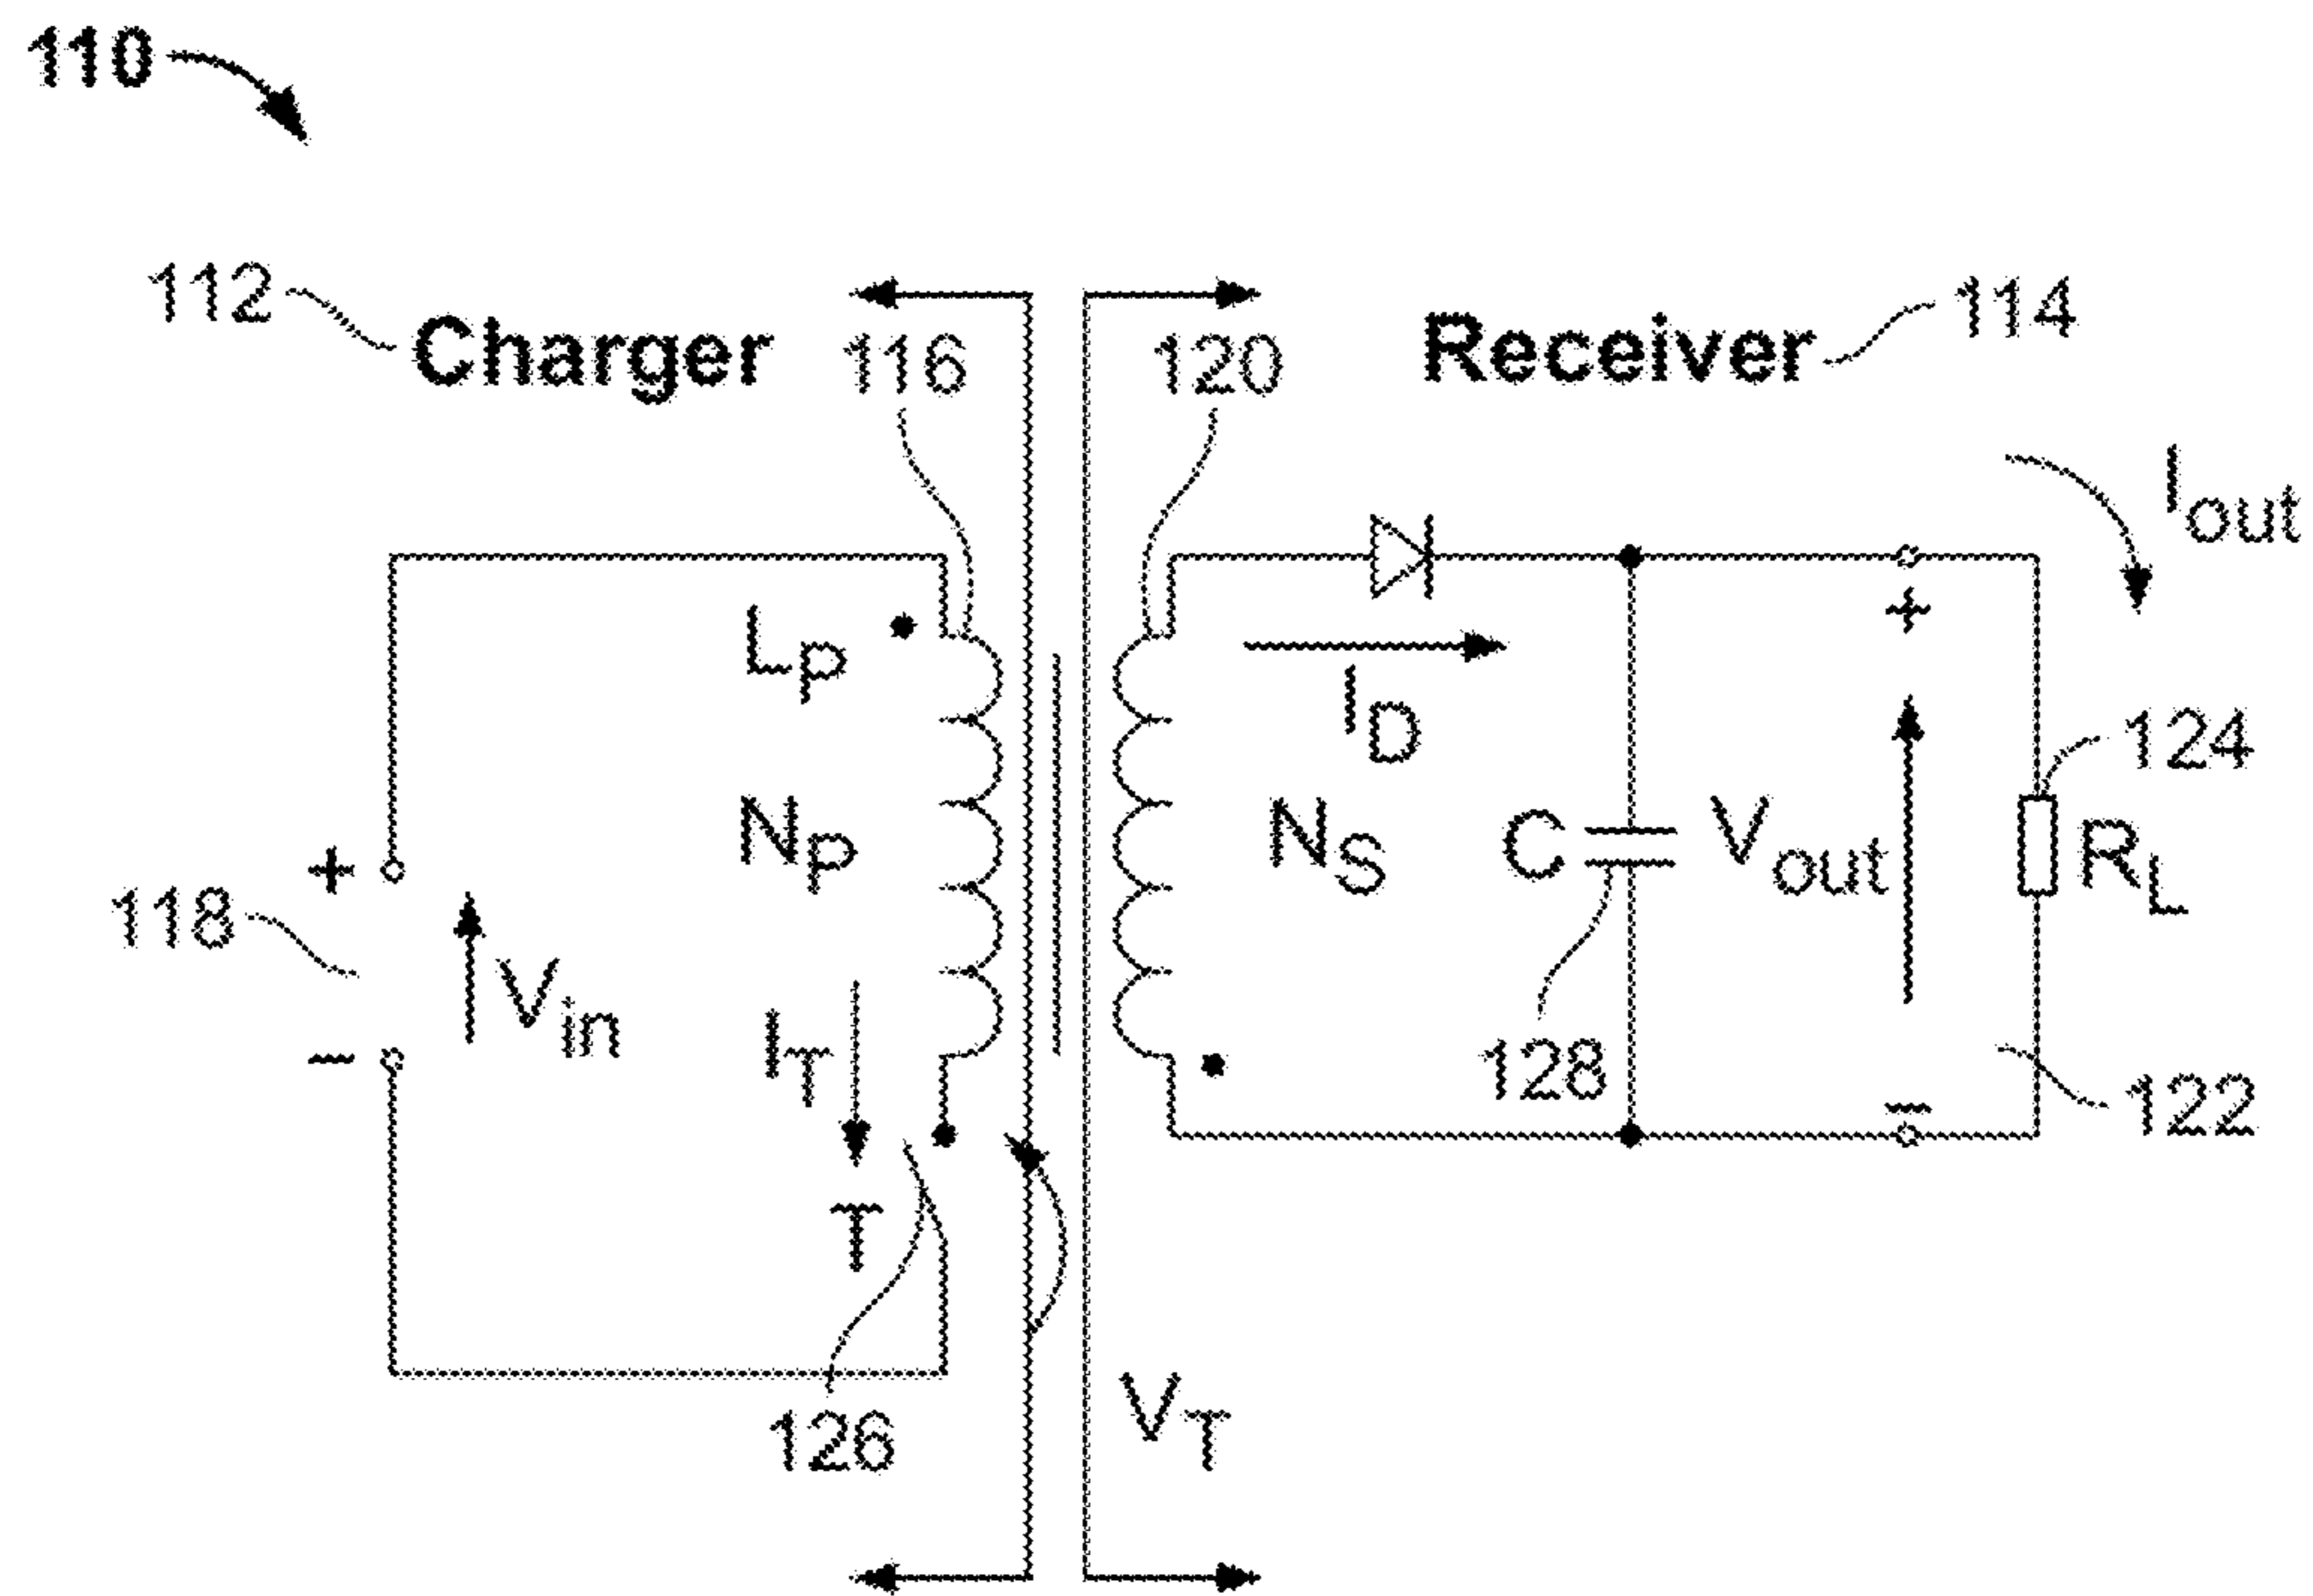 110
112
Charger
116
120
Receiver
114
Iout
LP
ID
124
NP
NS
C
Vout
RL
+
+
118
Vin
IT
128
122
−
−
T
126
VT